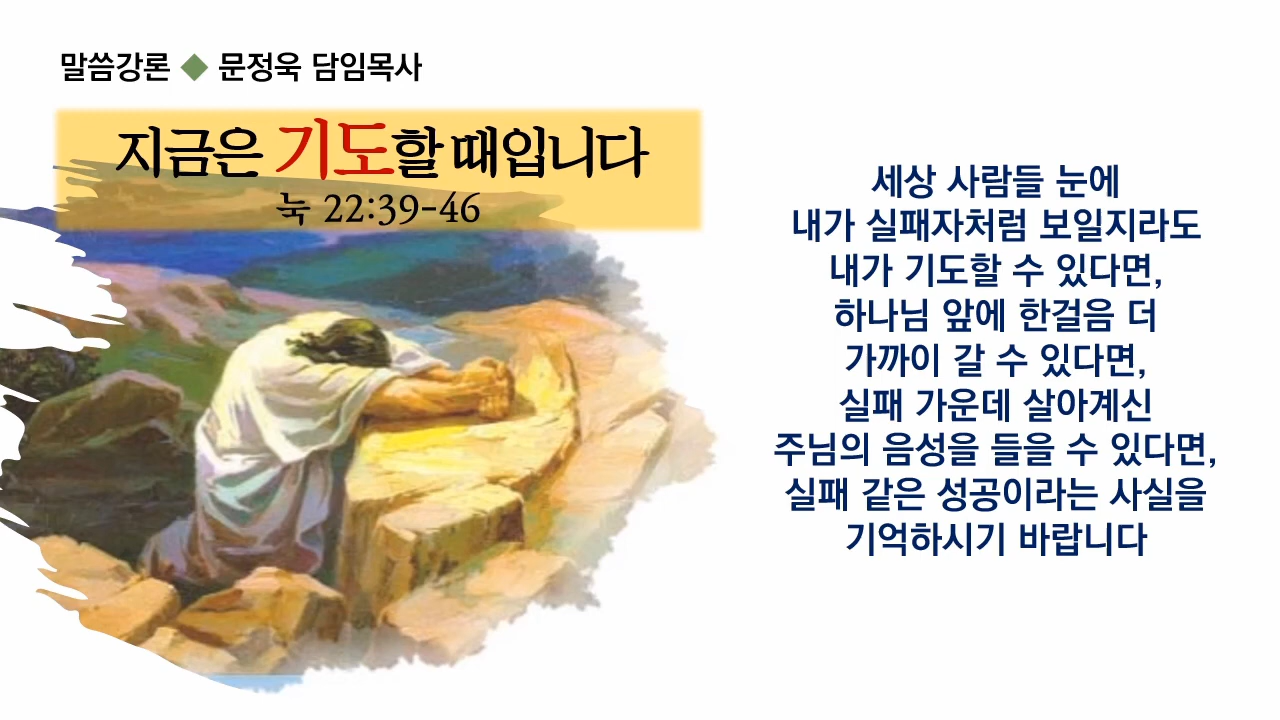 말씀강론 ◆ 문정욱 담임목사
지금은 기도할 때입니다
눅 22:39-46
세상 사람들 눈에
내가 실패자처럼 보일지라도
내가 기도할 수 있다면,
하나님 앞에 한걸음 더
가까이 갈 수 있다면,
실패 가운데 살아계신
주님의 음성을 들을 수 있다면,
실패 같은 성공이라는 사실을
기억하시기 바랍니다